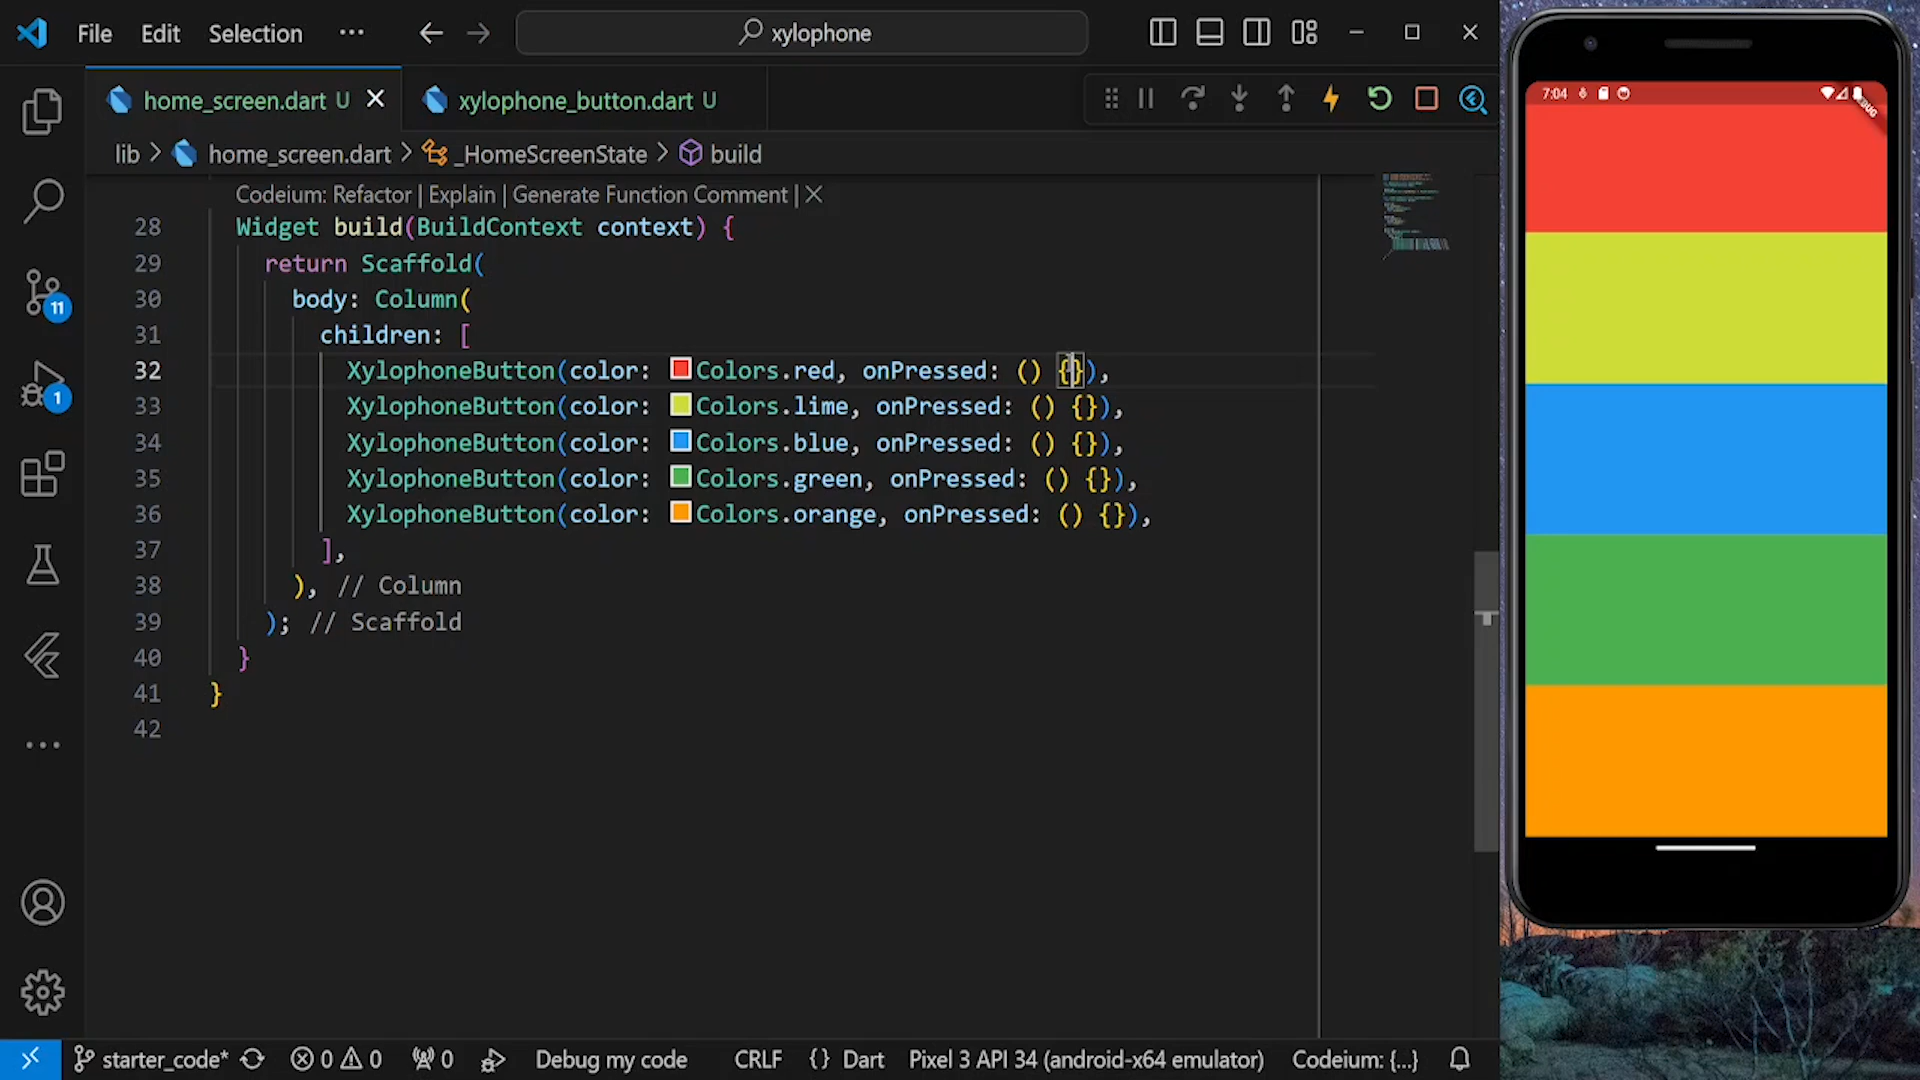 File Edit Selection ··· xylophone
home_screen.dart U xylophone_button.dart U
lib > home_screen.dart > _HomeScreenState > build
Codeium: Refactor | Explain | Generate Function Comment | X
28 Widget build(BuildContext context) {
29 return Scaffold(
30 body: Column(
31 children: [
32 XylophoneButton(color: Colors.red, onPressed: () {}),
33 XylophoneButton(color: Colors.lime, onPressed: () {}),
34 XylophoneButton(color: Colors.blue, onPressed: () {}),
35 XylophoneButton(color: Colors.green, onPressed: () {}),
36 XylophoneButton(color: Colors.orange, onPressed: () {}),
37 ],
38 ), // Column
39 ); // Scaffold
40 }
41 }
42
11
1
starter_code* 0 0 0 Debug my code CRLF {} Dart Pixel 3 API 34 (android-x64 emulator) Codeium: {...}
7:04